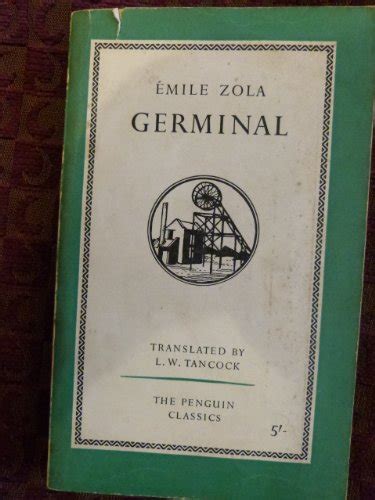 ÉMILE ZOLA
GERMINAL
TRANSLATED BY
L. W. TANCOCK
THE PENGUIN
CLASSICS
5/-